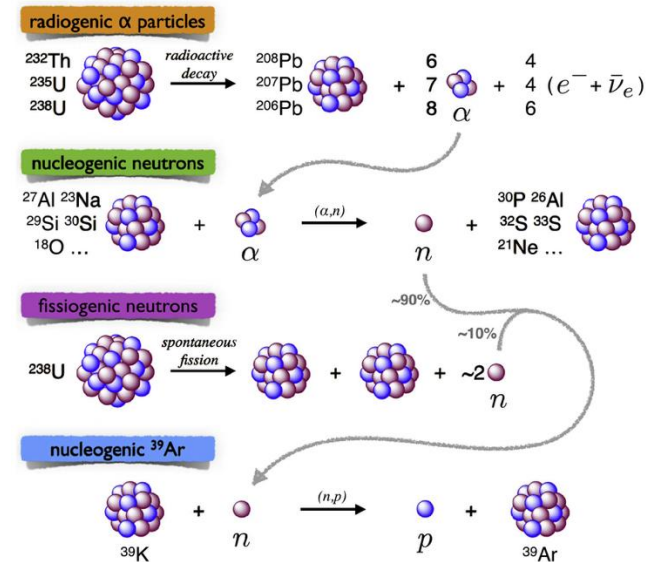 radiogenic α particles
²³²Th ²⁰⁸Pb 6 4
radioactive decay
²³⁵U ²⁰⁷Pb + 7 + 4 (e⁻ + ν̄ₑ)
²³⁸U ²⁰⁶Pb 8 α 6
nucleogenic neutrons
²⁷Al ²³Na ³⁰P ²⁶Al
²⁹Si ³⁰Si + (α,n) + ³²S ³³S
¹⁸O ... α n ²¹Ne ...
fissiogenic neutrons
~90%
~10%
spontaneous
fission
²³⁸U + + ~2
n
nucleogenic ³⁹Ar
+ (n,p) +
³⁹K n p ³⁹Ar